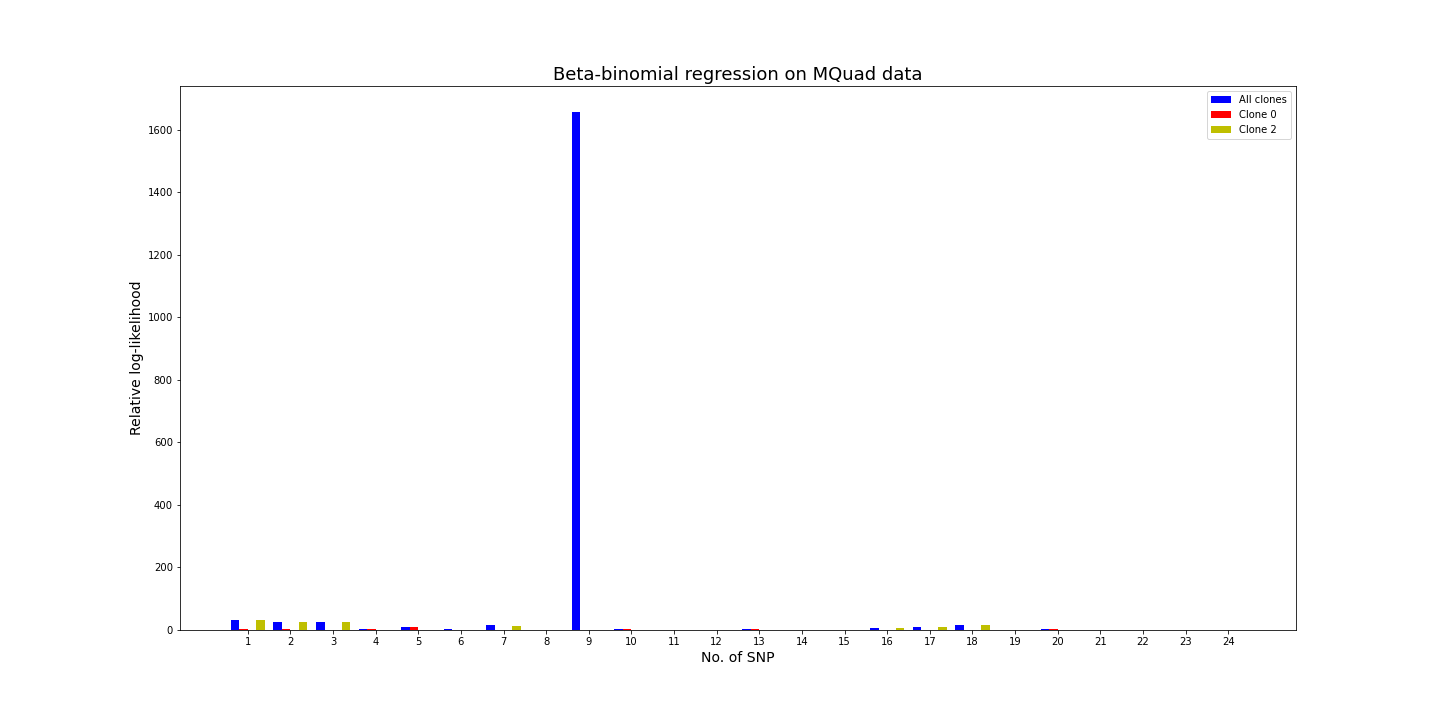 Beta-binomial regression on MQuad data
All clones
Clone 0
Clone 2
1600
1400
1200
1000
800
600
400
200
0
Relative log-likelihood
1 2 3 4 5 6 7 8 9 10 11 12 13 14 15 16 17 18 19 20 21 22 23 24
No. of SNP